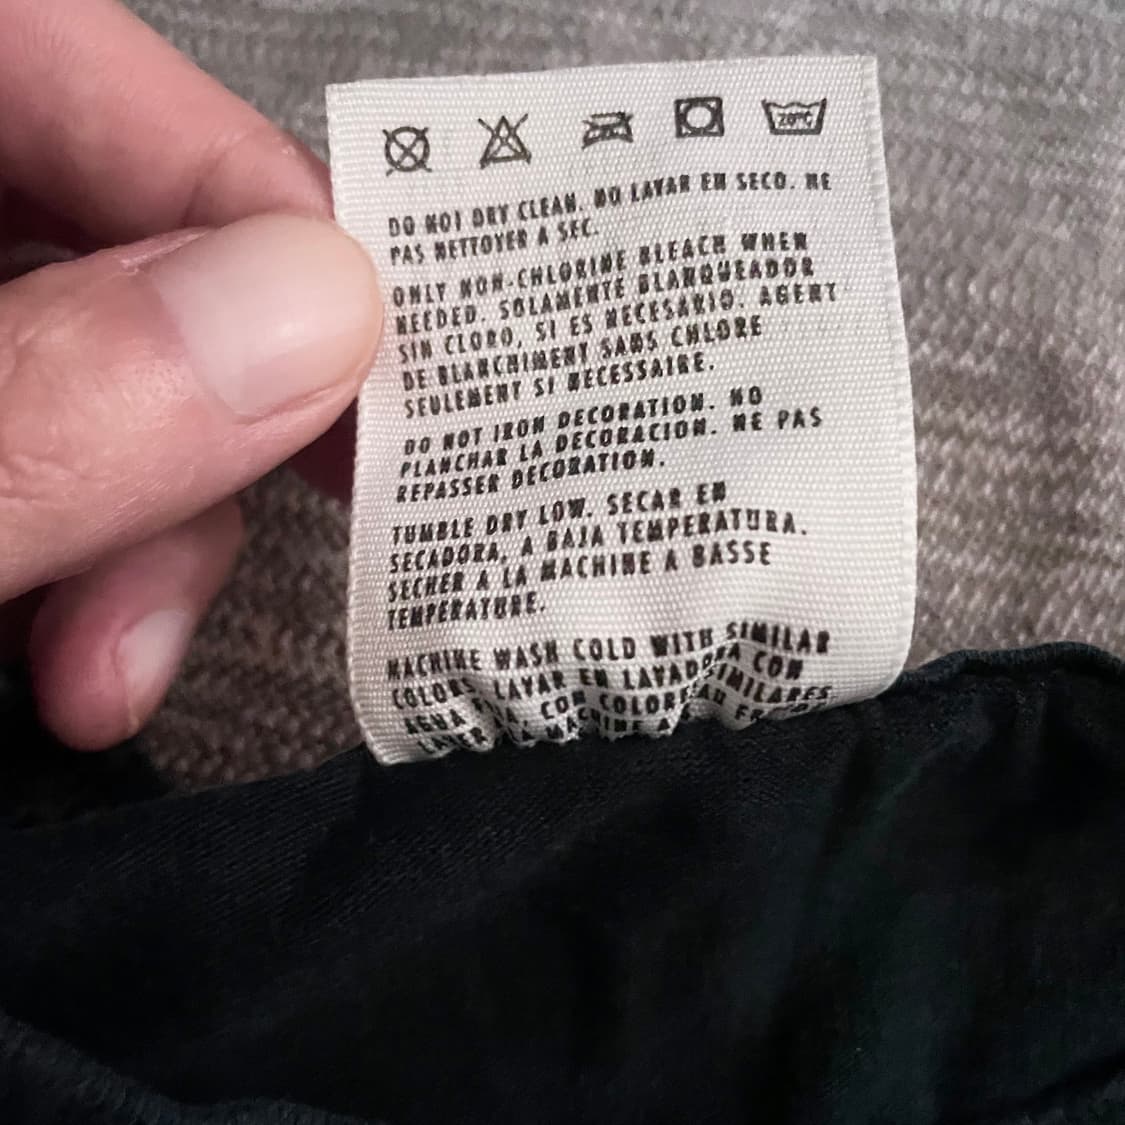 20°C
DO NOT DRY CLEAN. NO LAVAR EN SECO. NE
PAS NETTOYER A SEC.
ONLY NON-CHLORINE BLEACH WHEN
NEEDED. SOLAMENTE BLANQUEADOR
SIN CLORO, SI ES NECESARIO. AGENT
DE BLANCHIMENT SANS CHLORE
SEULEMENT SI NECESSAIRE.
DO NOT IRON DECORATION. NO
PLANCHAR LA DECORACION. NE PAS
REPASSER DECORATION.
TUMBLE DRY LOW. SECAR EN
SECADORA, A BAJA TEMPERATURA.
SECHER A LA MACHINE A BASSE
TEMPERATURE.
MACHINE WASH COLD WITH SIMILAR
COLORS. LAVAR EN LAVADORA CON
AGUA COLORES SIMILARES
MACHINE